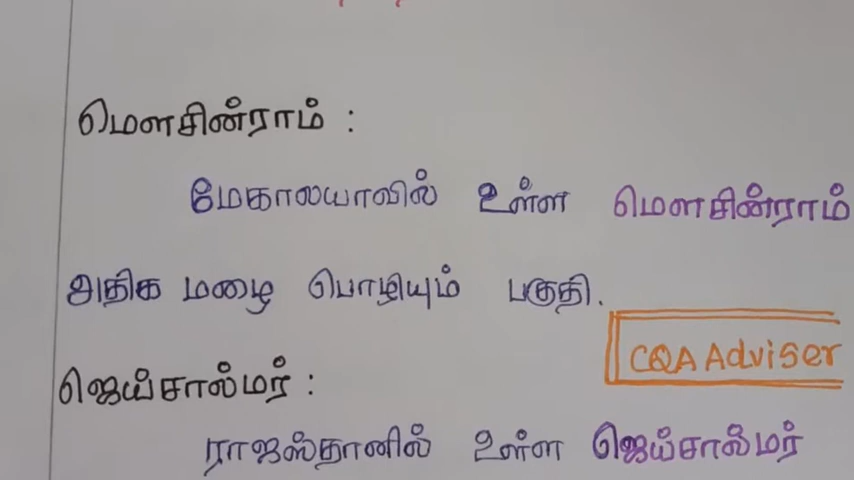 மௌசின்ராம் :
மேகாலயாவில் உள்ள மௌசின்ராம்
அதிக மழை பொழியும் பகுதி.
CQA Adviser
ஜெய்சால்மர் :
ராஜஸ்தானில் உள்ள ஜெய்சால்மர்